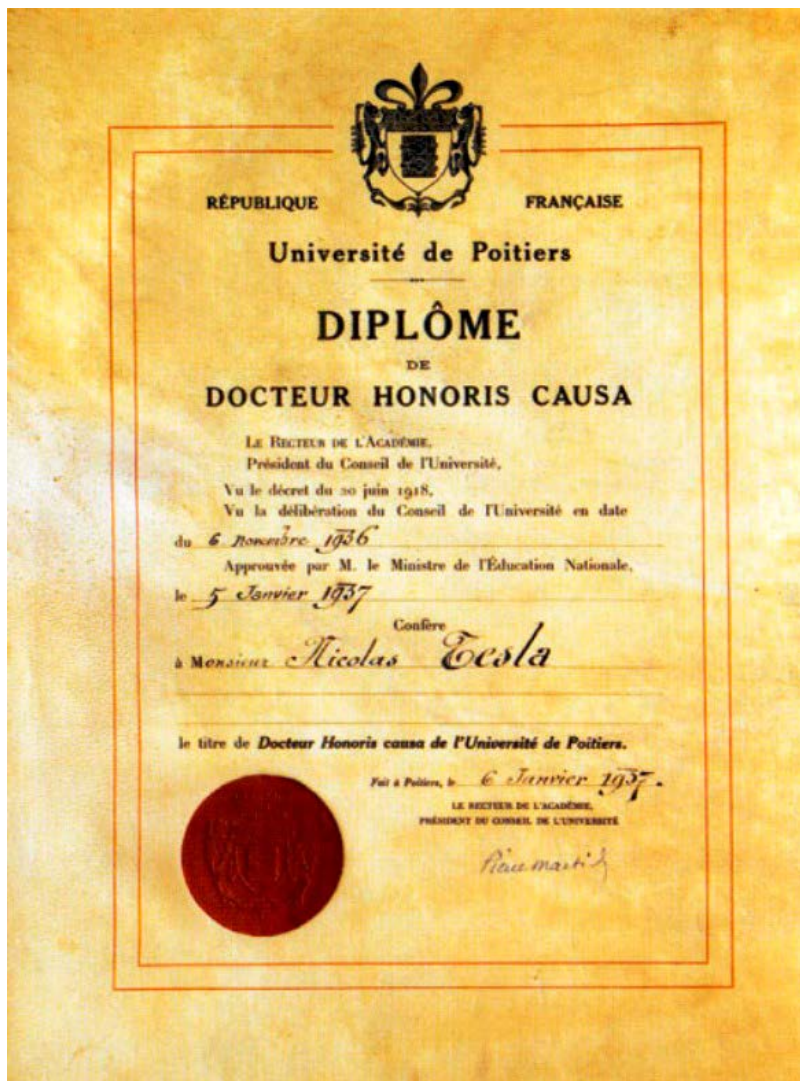 RÉPUBLIQUE FRANÇAISE
Université de Poitiers
DIPLÔME
DE
DOCTEUR HONORIS CAUSA
LE RECTEUR DE L'ACADÉMIE,
Président du Conseil de l'Université,
Vu le décret du 20 juin 1918,
Vu la délibération du Conseil de l'Université en date
du 6 novembre 1936
Approuvée par M. le Ministre de l'Éducation Nationale,
le 5 Janvier 1937
Confère
à Monsieur Nicolas Tesla
le titre de Docteur Honoris causa de l'Université de Poitiers.
Fait à Poitiers, le 6 Janvier 1937.
LE RECTEUR DE L'ACADÉMIE,
PRÉSIDENT DU CONSEIL DE L'UNIVERSITÉ